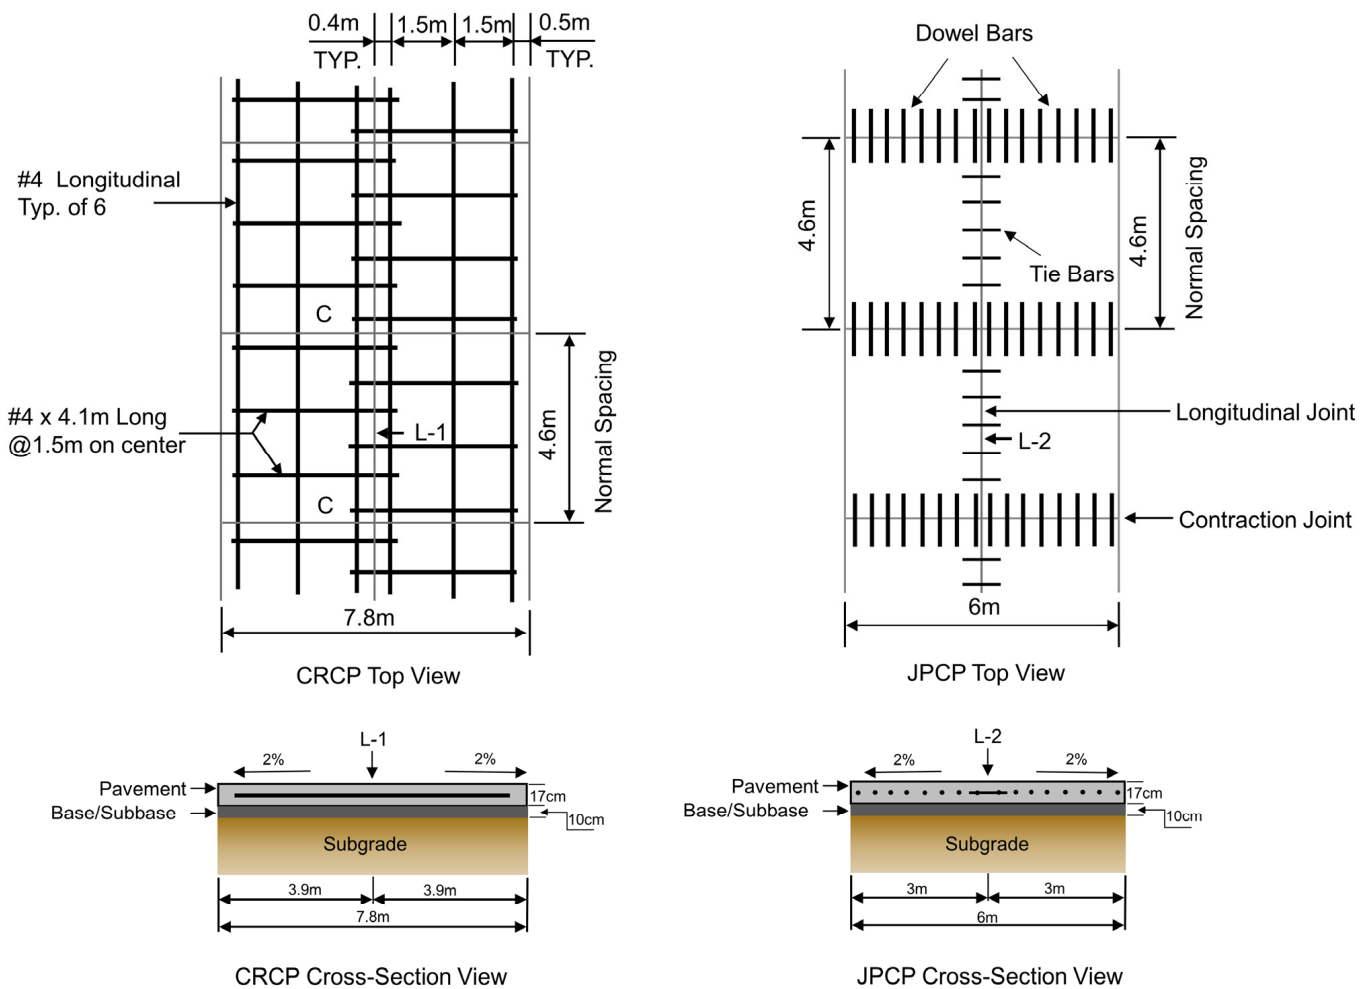 0.4m
1.5m
1.5m
0.5m
TYP.
TYP.
#4 Longitudinal
Typ. of 6
C
#4 x 4.1m Long
@1.5m on center
L-1
C
4.6m
Normal Spacing
7.8m
CRCP Top View
Dowel Bars
4.6m
4.6m
Normal Spacing
Tie Bars
Longitudinal Joint
L-2
Contraction Joint
6m
JPCP Top View
L-1
2%
2%
Pavement
17cm
Base/Subbase
10cm
Subgrade
3.9m
3.9m
7.8m
CRCP Cross-Section View
L-2
2%
2%
Pavement
17cm
Base/Subbase
10cm
Subgrade
3m
3m
6m
JPCP Cross-Section View